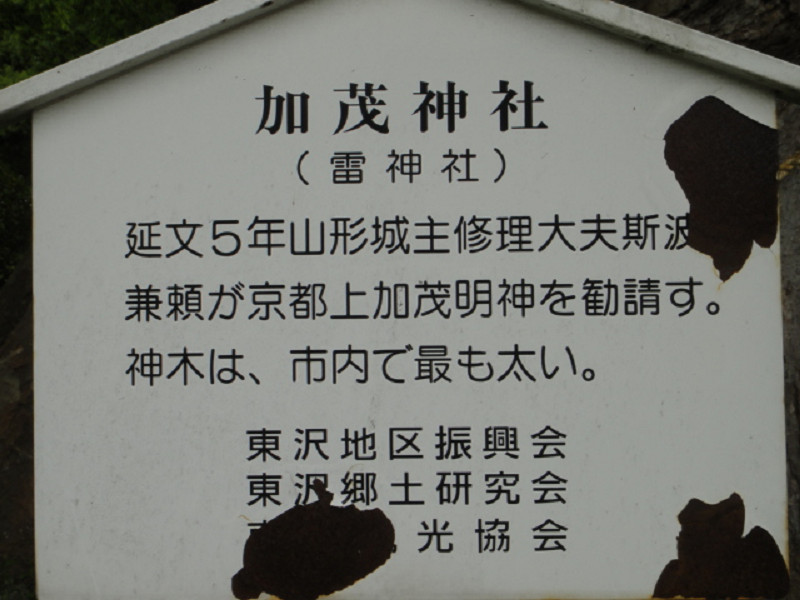 加茂神社
（雷神社）
延文5年山形城主修理大夫斯波
兼頼が京都上加茂明神を勧請す。
神木は、市内で最も太い。
東沢地区振興会
東沢郷土研究会
光協会